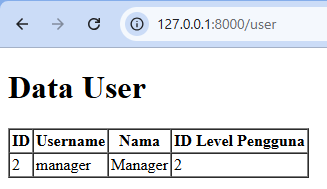 127.0.0.1:8000/user
Data User
ID Username Nama ID Level Pengguna
2 manager Manager 2